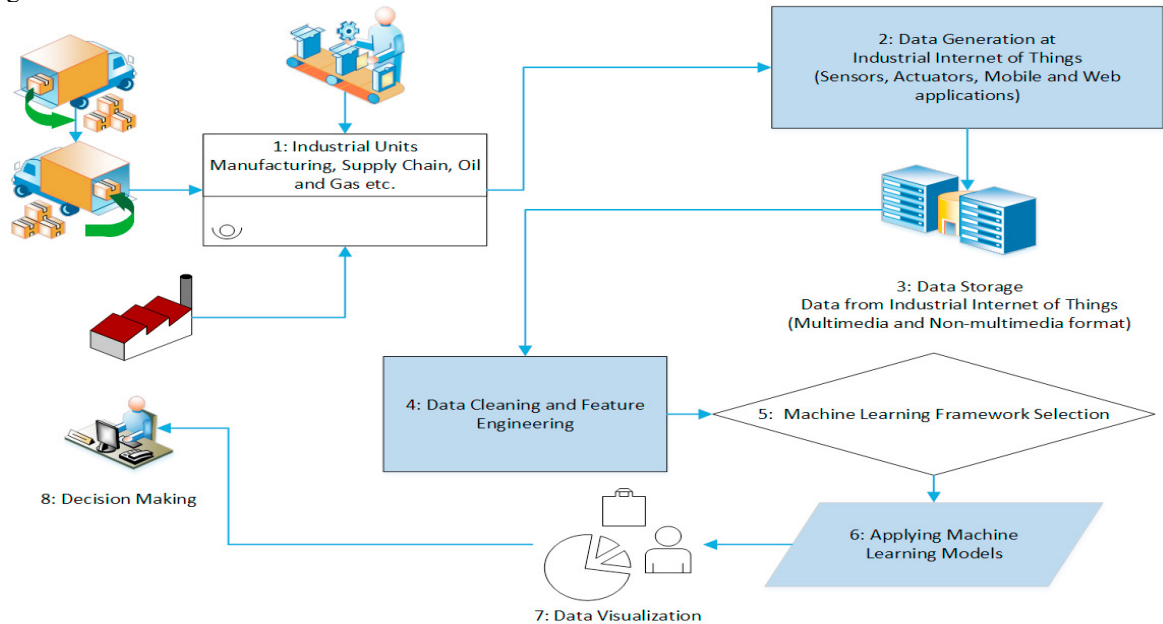 1: Industrial Units
Manufacturing, Supply Chain, Oil
and Gas etc.
2: Data Generation at
Industrial Internet of Things
(Sensors, Actuators, Mobile and Web
applications)
3: Data Storage
Data from Industrial Internet of Things
(Multimedia and Non-multimedia format)
4: Data Cleaning and Feature
Engineering
5: Machine Learning Framework Selection
6: Applying Machine
Learning Models
7: Data Visualization
8: Decision Making